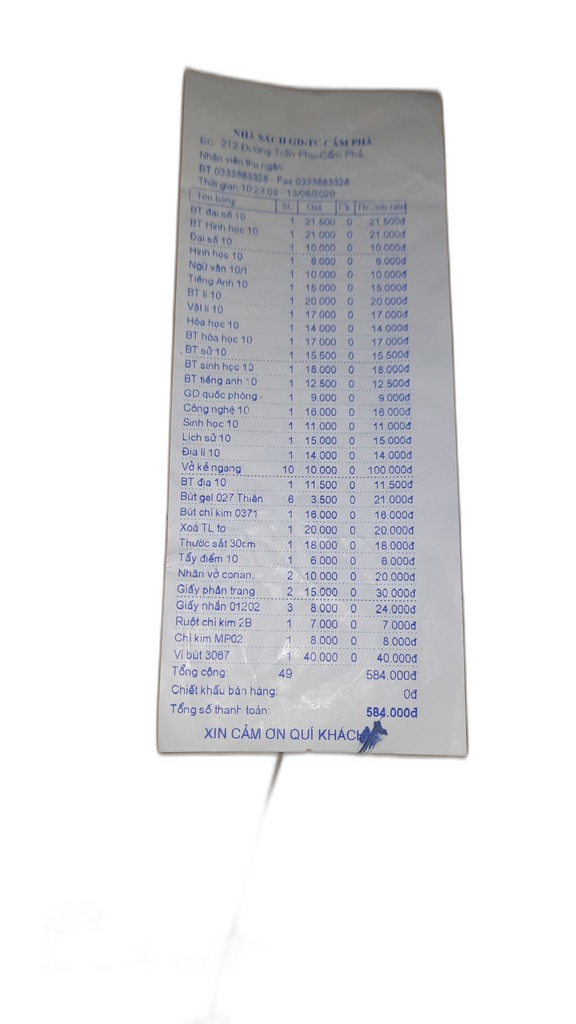 NHÀ SÁCH GD-TC CẨM PHẢ
ĐC 212 Đường Trần Phú-Cẩm Phả
Nhân viên thu ngân
ĐT 0333863328 - Fax 0333863328
Thời gian 10:23:03 - 13/08/2020
Tên hàng SL Giá Ck Thành tiền
BT đai số 10 1 21.500 0 21.500đ
BT Hình học 10 1 21.000 0 21.000đ
Đai số 10 1 10.000 0 10.000đ
Hình học 10 1 6.000 0 6.000đ
Ngữ văn 10/1 1 10.000 0 10.000đ
Tiếng Anh 10 1 15.000 0 15.000đ
BT lí 10 1 20.000 0 20.000đ
Vật lí 10 1 17.000 0 17.000đ
Hóa học 10 1 14.000 0 14.000đ
BT hóa học 10 1 17.000 0 17.000đ
BT sử 10 1 15.500 0 15.500đ
BT sinh học 10 1 18.000 0 18.000đ
BT tiếng anh 10 1 12.500 0 12.500đ
GD quốc phòng - 1 9.000 0 9.000đ
Công nghệ 10 1 16.000 0 16.000đ
Sinh học 10 1 11.000 0 11.000đ
Lịch sử 10 1 15.000 0 15.000đ
Địa lí 10 1 14.000 0 14.000đ
Vở kẻ ngang 10 10.000 0 100.000đ
BT địa 10 1 11.500 0 11.500đ
Bút gel 027 Thiên 6 3.500 0 21.000đ
Bút chì kim 0371 1 16.000 0 16.000đ
Xoá TL to 1 20.000 0 20.000đ
Thước sắt 30cm 1 18.000 0 18.000đ
Tẩy điểm 10 1 6.000 0 6.000đ
Nhãn vở conan. 2 10.000 0 20.000đ
Giấy phân trang 2 15.000 0 30.000đ
Giấy nhắn 01202 3 8.000 0 24.000đ
Ruột chì kim 2B 1 7.000 0 7.000đ
Chì kim MP02 1 8.000 0 8.000đ
Ví bút 3067 1 40.000 0 40.000đ
Tổng cộng: 49 584.000đ
Chiết khấu bán hàng: 0đ
Tổng số thanh toán: 584.000đ
XIN CẢM ƠN QUÍ KHÁCH